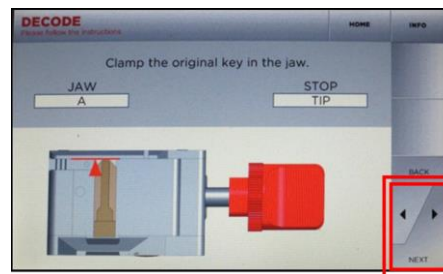 DECODE
Please follow the instructions
HOME
INFO
Clamp the original key in the jaw.
JAW
STOP
A
TIP
BACK
NEXT